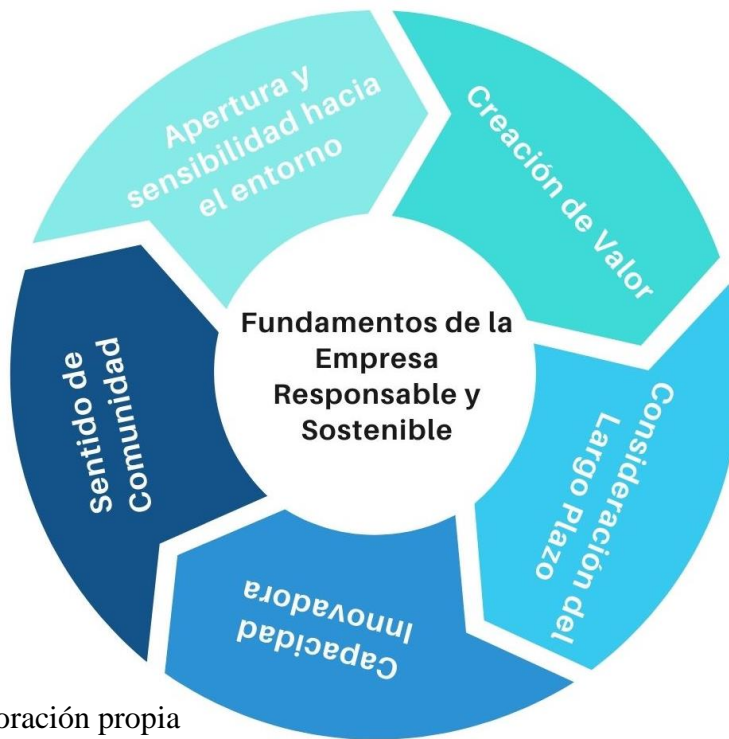 Apertura y
sensibilidad hacia
el entorno
Creación de Valor
Fundamentos de la
Empresa
Responsable y
Sostenible
Consideración del
Largo Plazo
Sentido de
Comunidad
Capacidad
Innovadora
oración propia